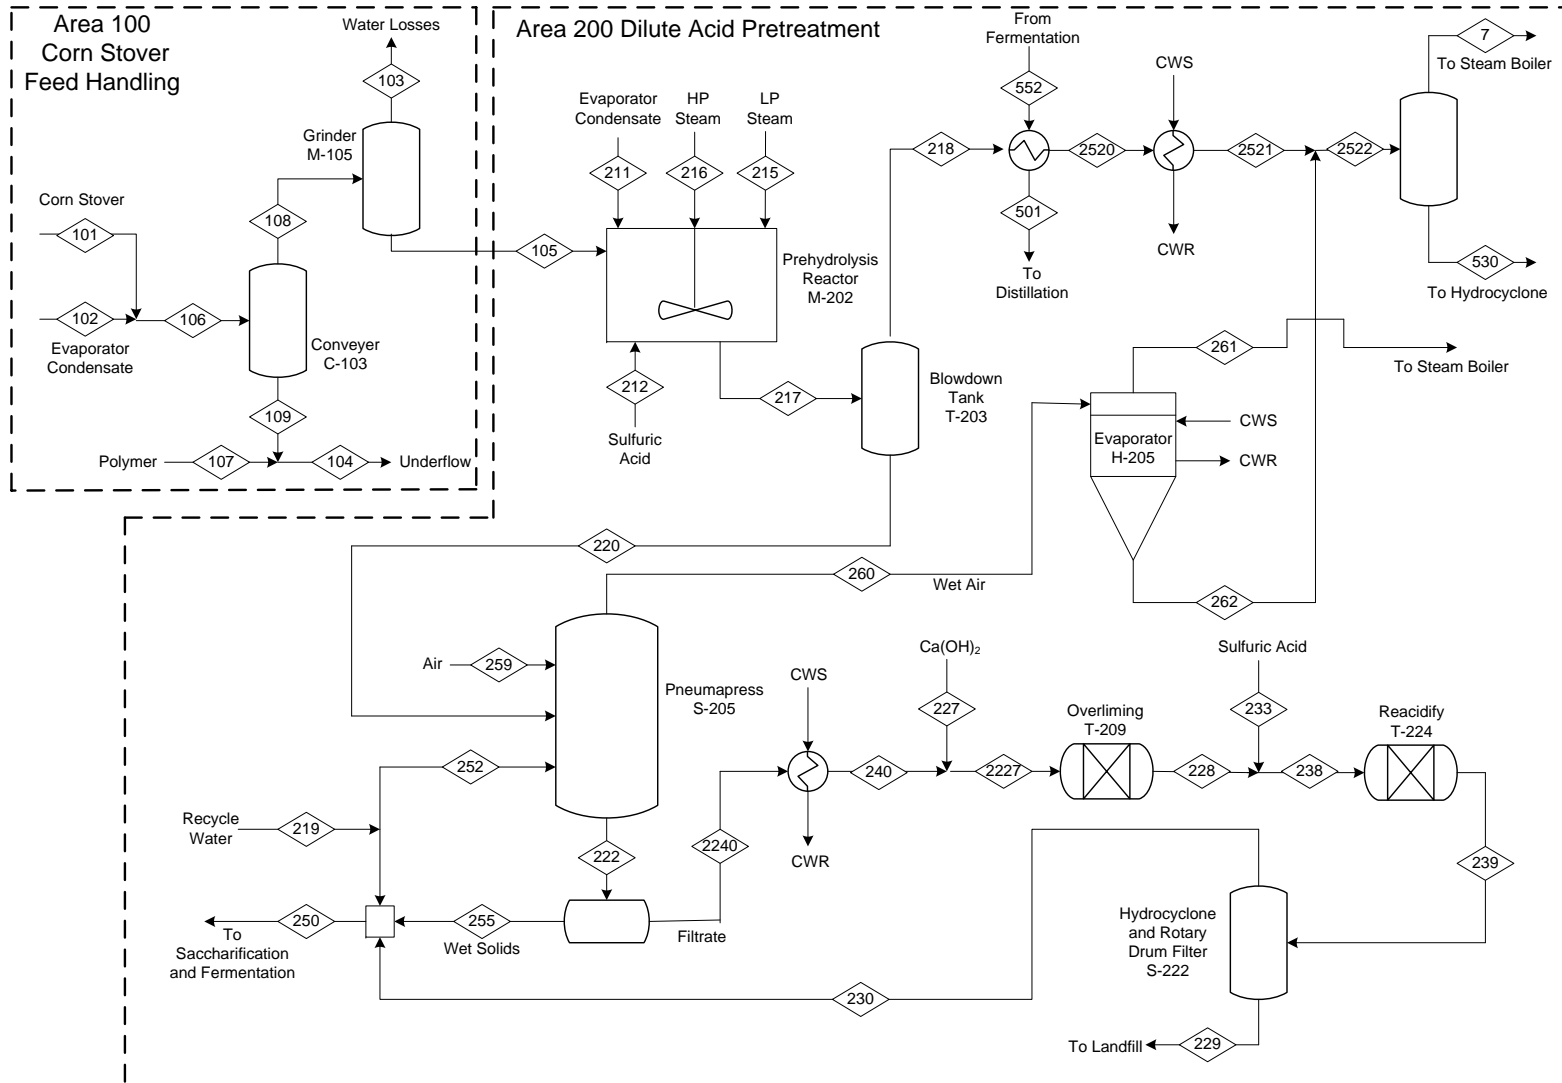 Area 100
Corn Stover
Feed Handling
Water Losses
103
Grinder
M-105
Corn Stover
101
108
102
106
Evaporator
Condensate
Conveyer
C-103
109
Polymer
107
104
Underflow
105
Area 200 Dilute Acid Pretreatment
Evaporator
Condensate
HP
Steam
LP
Steam
211
216
215
Prehydrolysis
Reactor
M-202
212
Sulfuric
Acid
217
Blowdown
Tank
T-203
218
From
Fermentation
552
2520
501
To
Distillation
CWS
CWR
2521
2522
7
To Steam Boiler
530
To Hydrocyclone
261
To Steam Boiler
Evaporator
H-205
CWS
CWR
262
220
260
Wet Air
Air
259
Pneumapress
S-205
252
Recycle
Water
219
222
250
To
Saccharification
and Fermentation
255
Wet Solids
Filtrate
2240
CWS
CWR
240
Ca(OH)₂
227
2227
Overliming
T-209
228
Sulfuric Acid
233
238
Reacidify
T-224
239
Hydrocyclone
and Rotary
Drum Filter
S-222
230
To Landfill
229